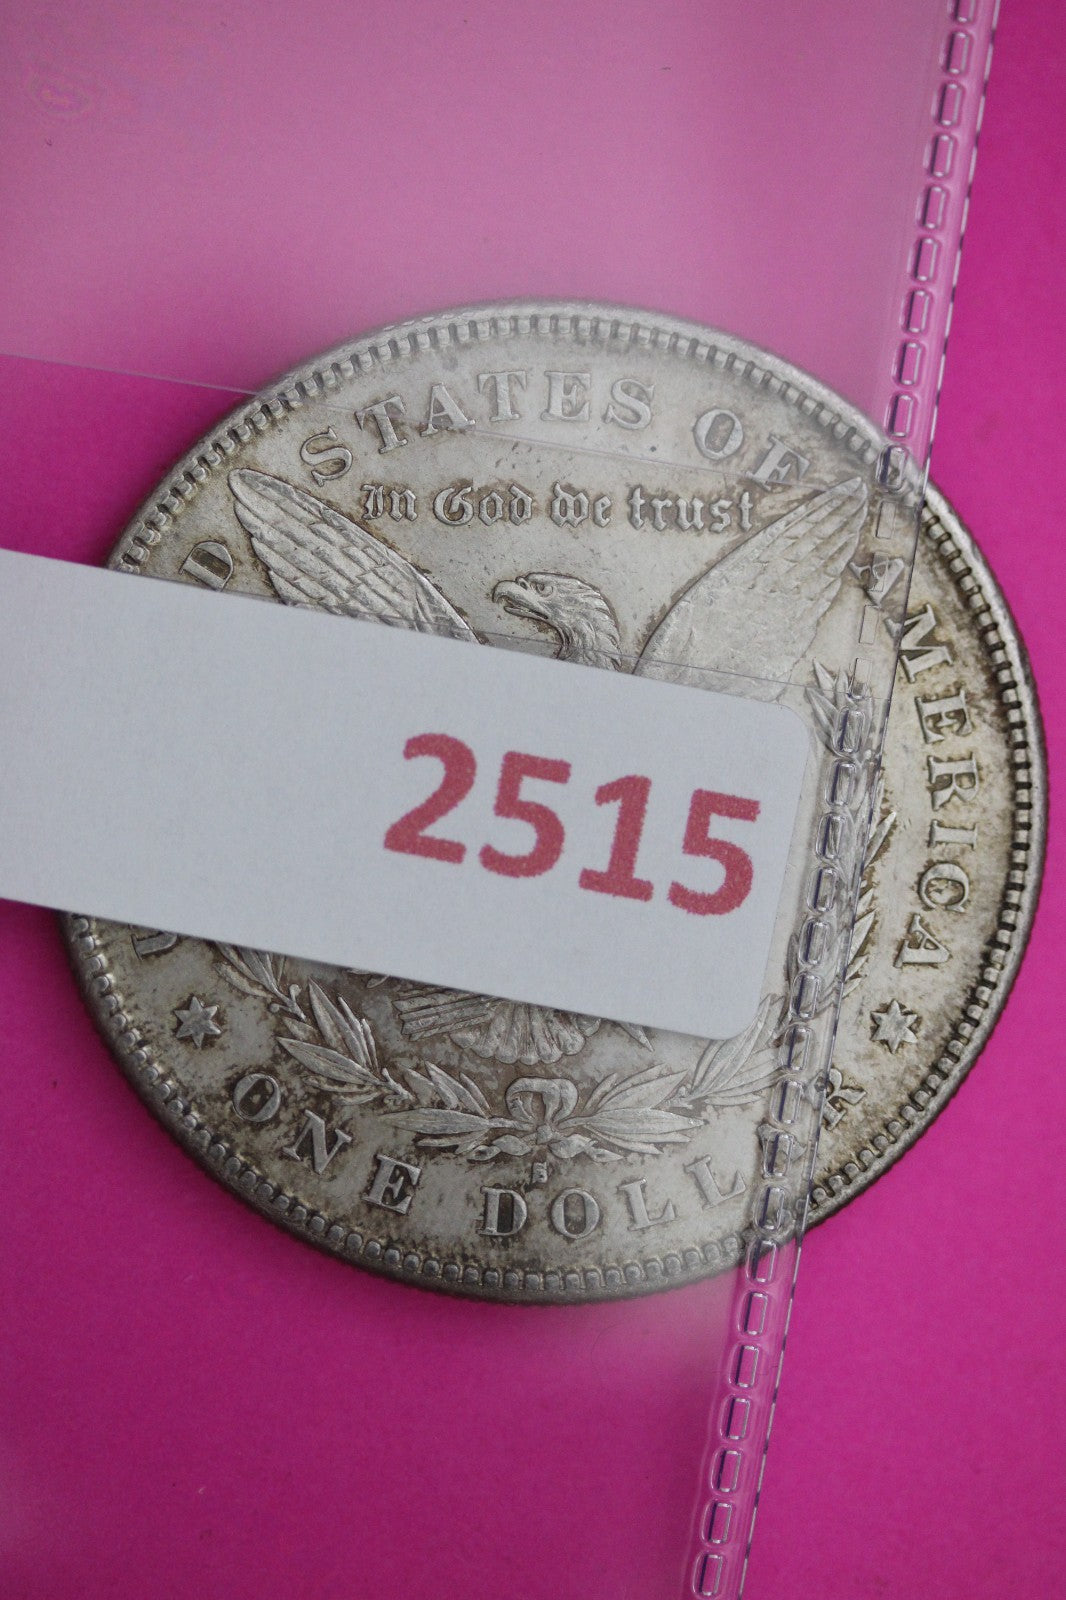 D STATES OF AMERICA
In God we trust
2515
ONE DOLLAR
S